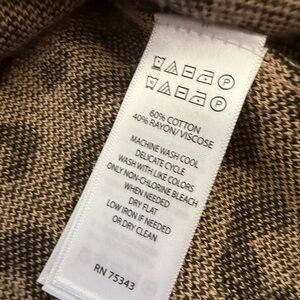 60% COTTON
40% RAYON/VISCOSE
MACHINE WASH COOL
DELICATE CYCLE
WASH WITH LIKE COLORS
ONLY NON-CHLORINE BLEACH
WHEN NEEDED
DRY FLAT
LOW IRON IF NEEDED
OR DRY CLEAN
RN 75343